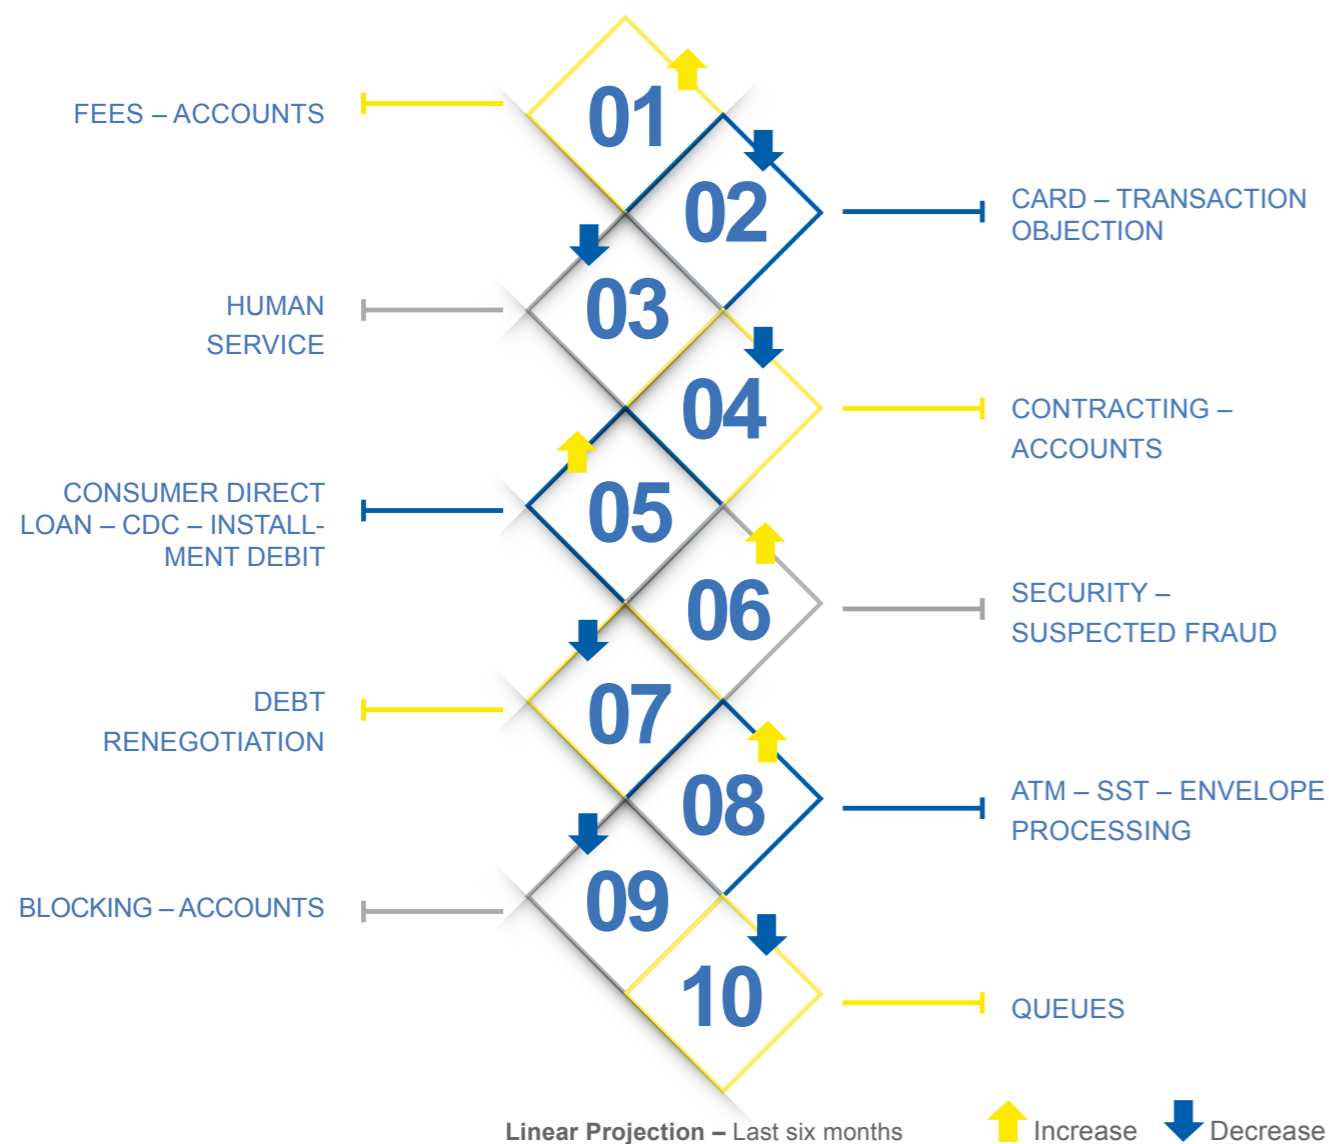 01
FEES – ACCOUNTS
02
CARD – TRANSACTION
OBJECTION
03
HUMAN
SERVICE
04
CONTRACTING –
ACCOUNTS
05
CONSUMER DIRECT
LOAN – CDC – INSTALL-
MENT DEBIT
06
SECURITY –
SUSPECTED FRAUD
07
DEBT
RENEGOTIATION
08
ATM – SST – ENVELOPE
PROCESSING
09
BLOCKING – ACCOUNTS
10
QUEUES
Linear Projection – Last six months
Increase
Decrease